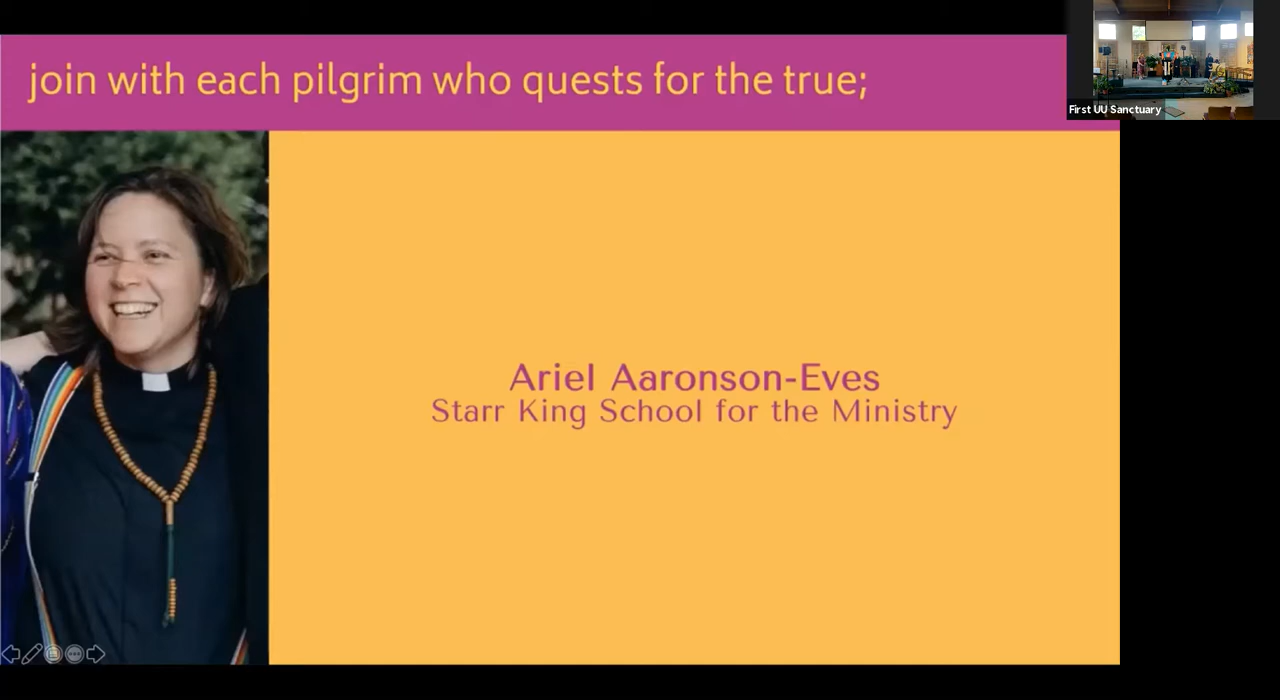 join with each pilgrim who quests for the true;
First UU Sanctuary
Ariel Aaronson-Eves
Starr King School for the Ministry